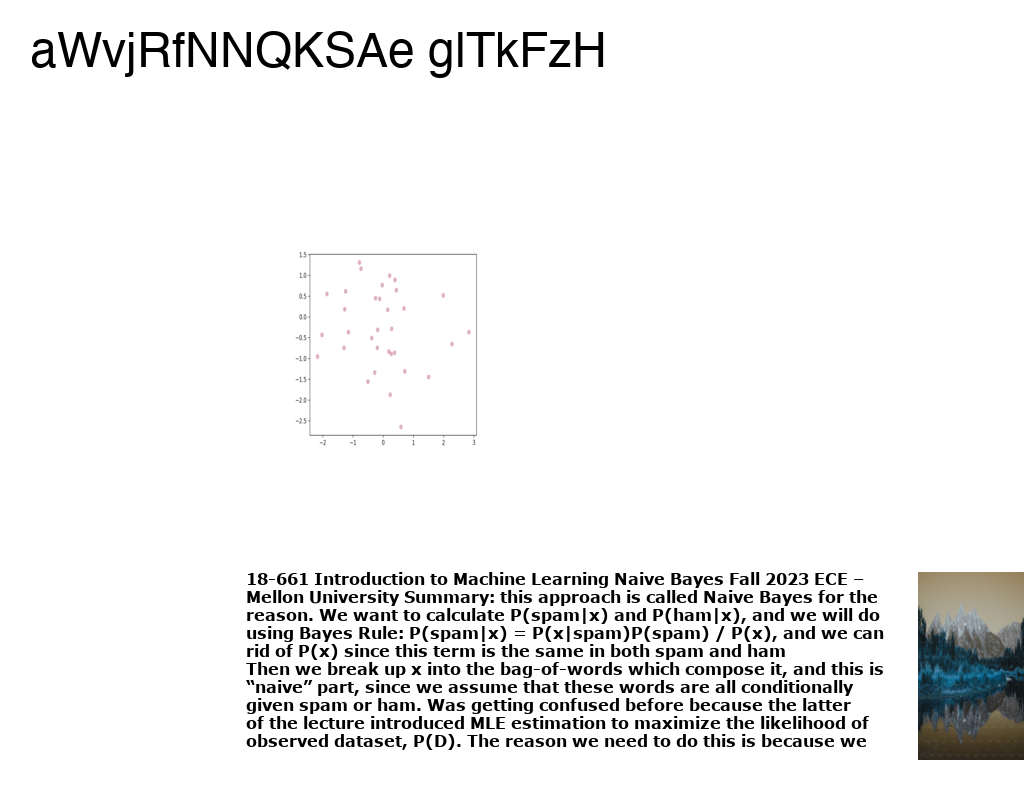 aWvjRfNNQKSAe glTkFzH
1.5
1.0
0.5
0.0
−0.5
−1.0
−1.5
−2.0
−2.5
−2 −1 0 1 2 3
18-661 Introduction to Machine Learning Naive Bayes Fall 2023 ECE –
Mellon University Summary: this approach is called Naive Bayes for the
reason. We want to calculate P(spam|x) and P(ham|x), and we will do
using Bayes Rule: P(spam|x) = P(x|spam)P(spam) / P(x), and we can
rid of P(x) since this term is the same in both spam and ham
Then we break up x into the bag-of-words which compose it, and this is
“naive” part, since we assume that these words are all conditionally
given spam or ham. Was getting confused before because the latter
of the lecture introduced MLE estimation to maximize the likelihood of
observed dataset, P(D). The reason we need to do this is because we